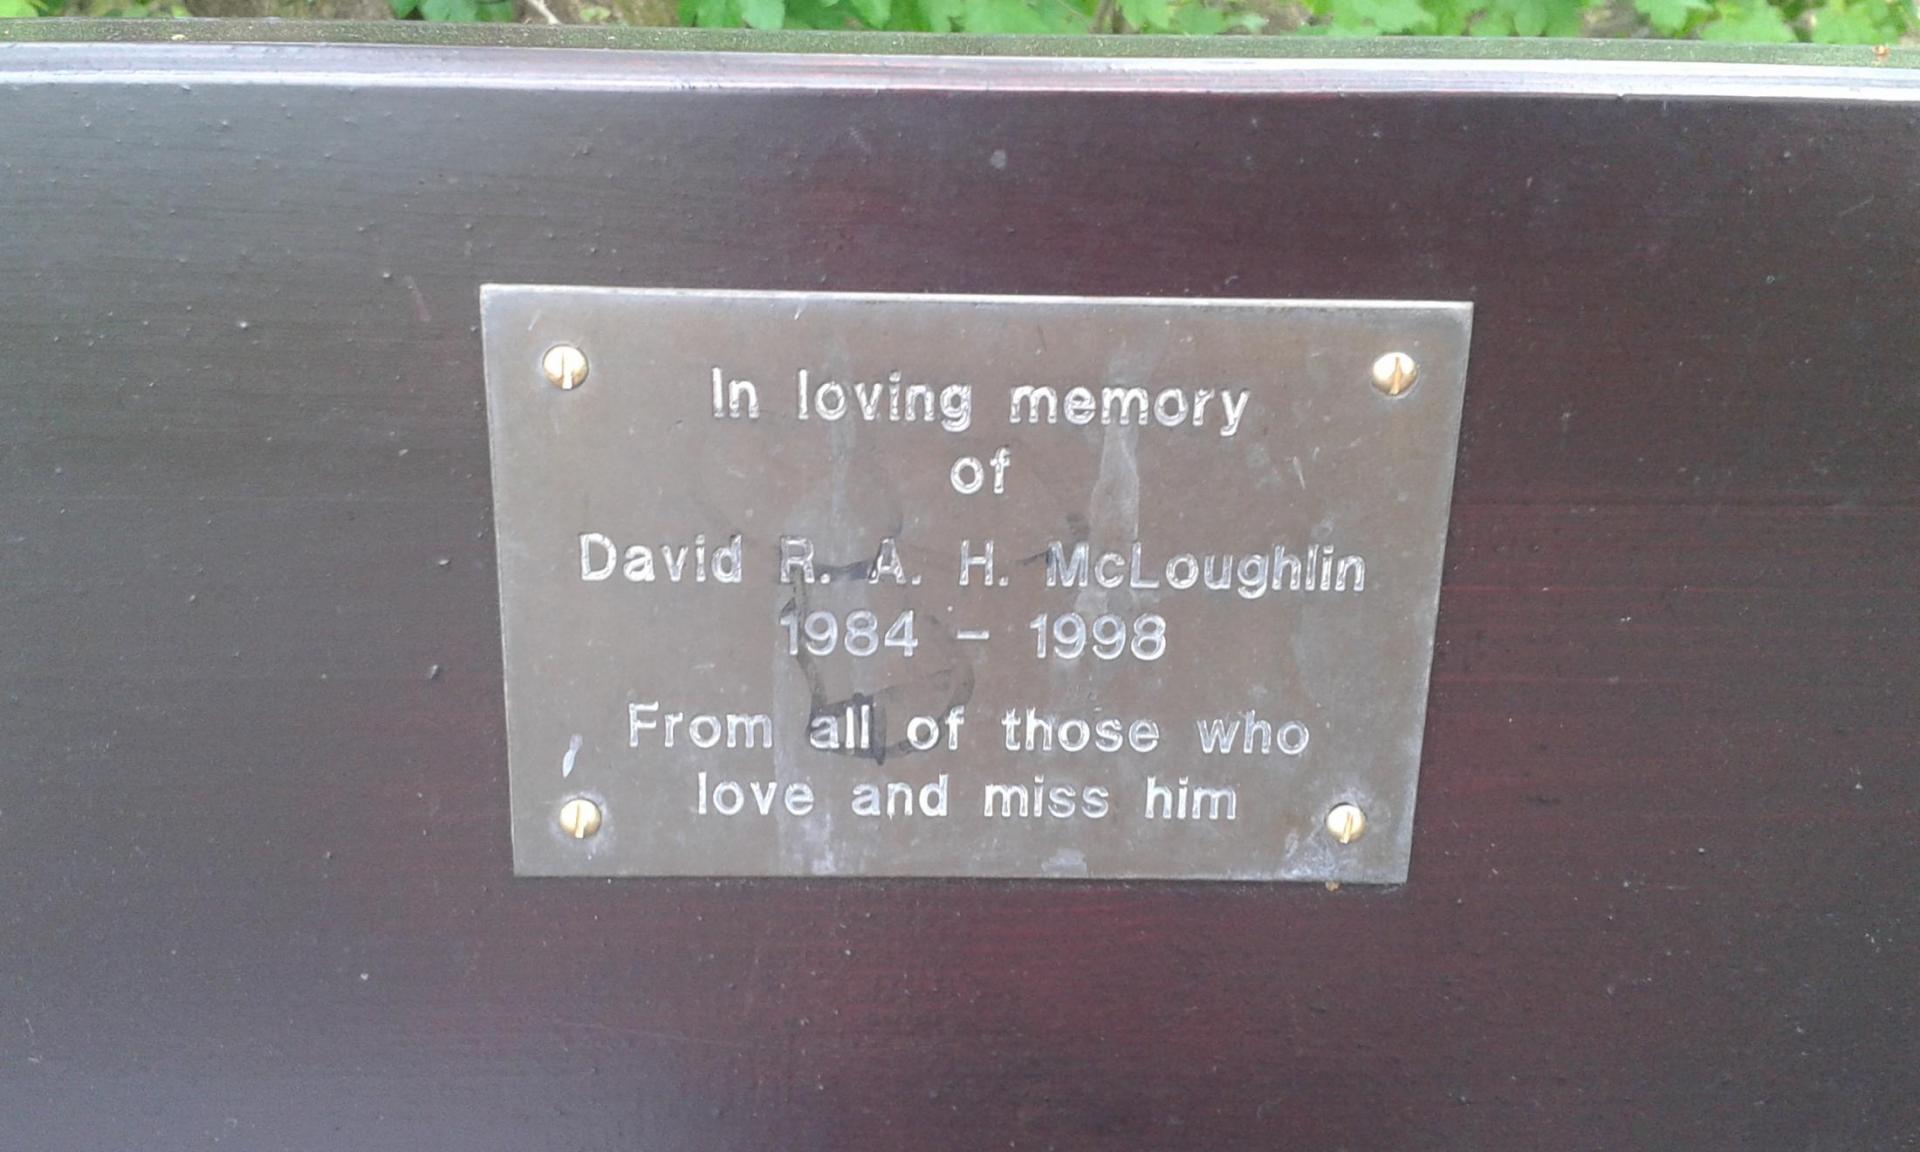 In loving memory
of
David R. A. H. McLoughlin
1984 - 1998
From all of those who
love and miss him